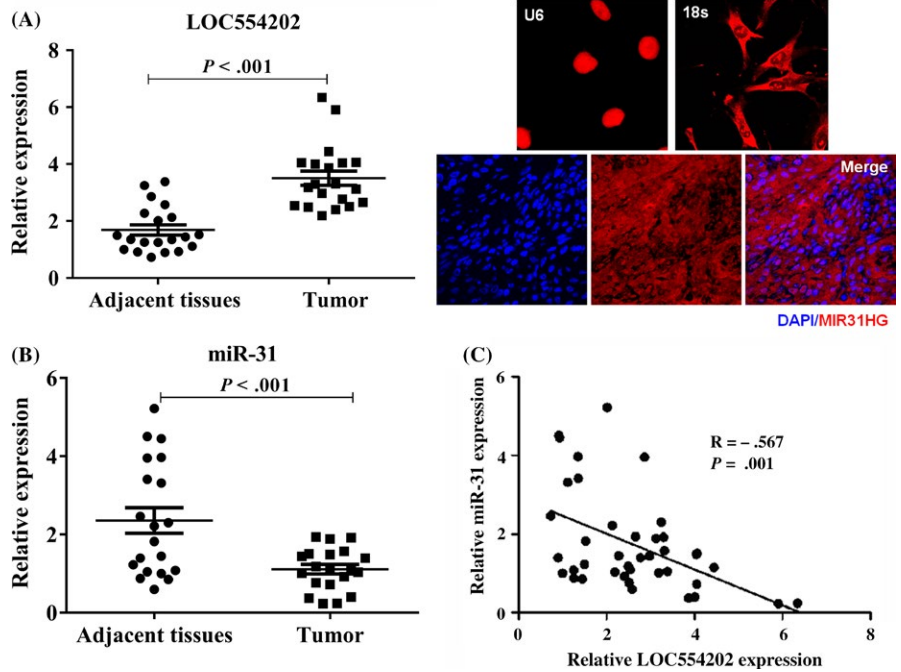 (A)
LOC554202
P < .001
Relative expression
8
6
4
2
0
Adjacent tissues
Tumor
U6
18s
Merge
DAPI/MIR31HG
(B)
miR-31
P < .001
Relative expression
6
4
2
0
Adjacent tissues
Tumor
(C)
R = – .567
P = .001
Relative miR-31 expression
6
4
2
0
0 2 4 6 8
Relative LOC554202 expression